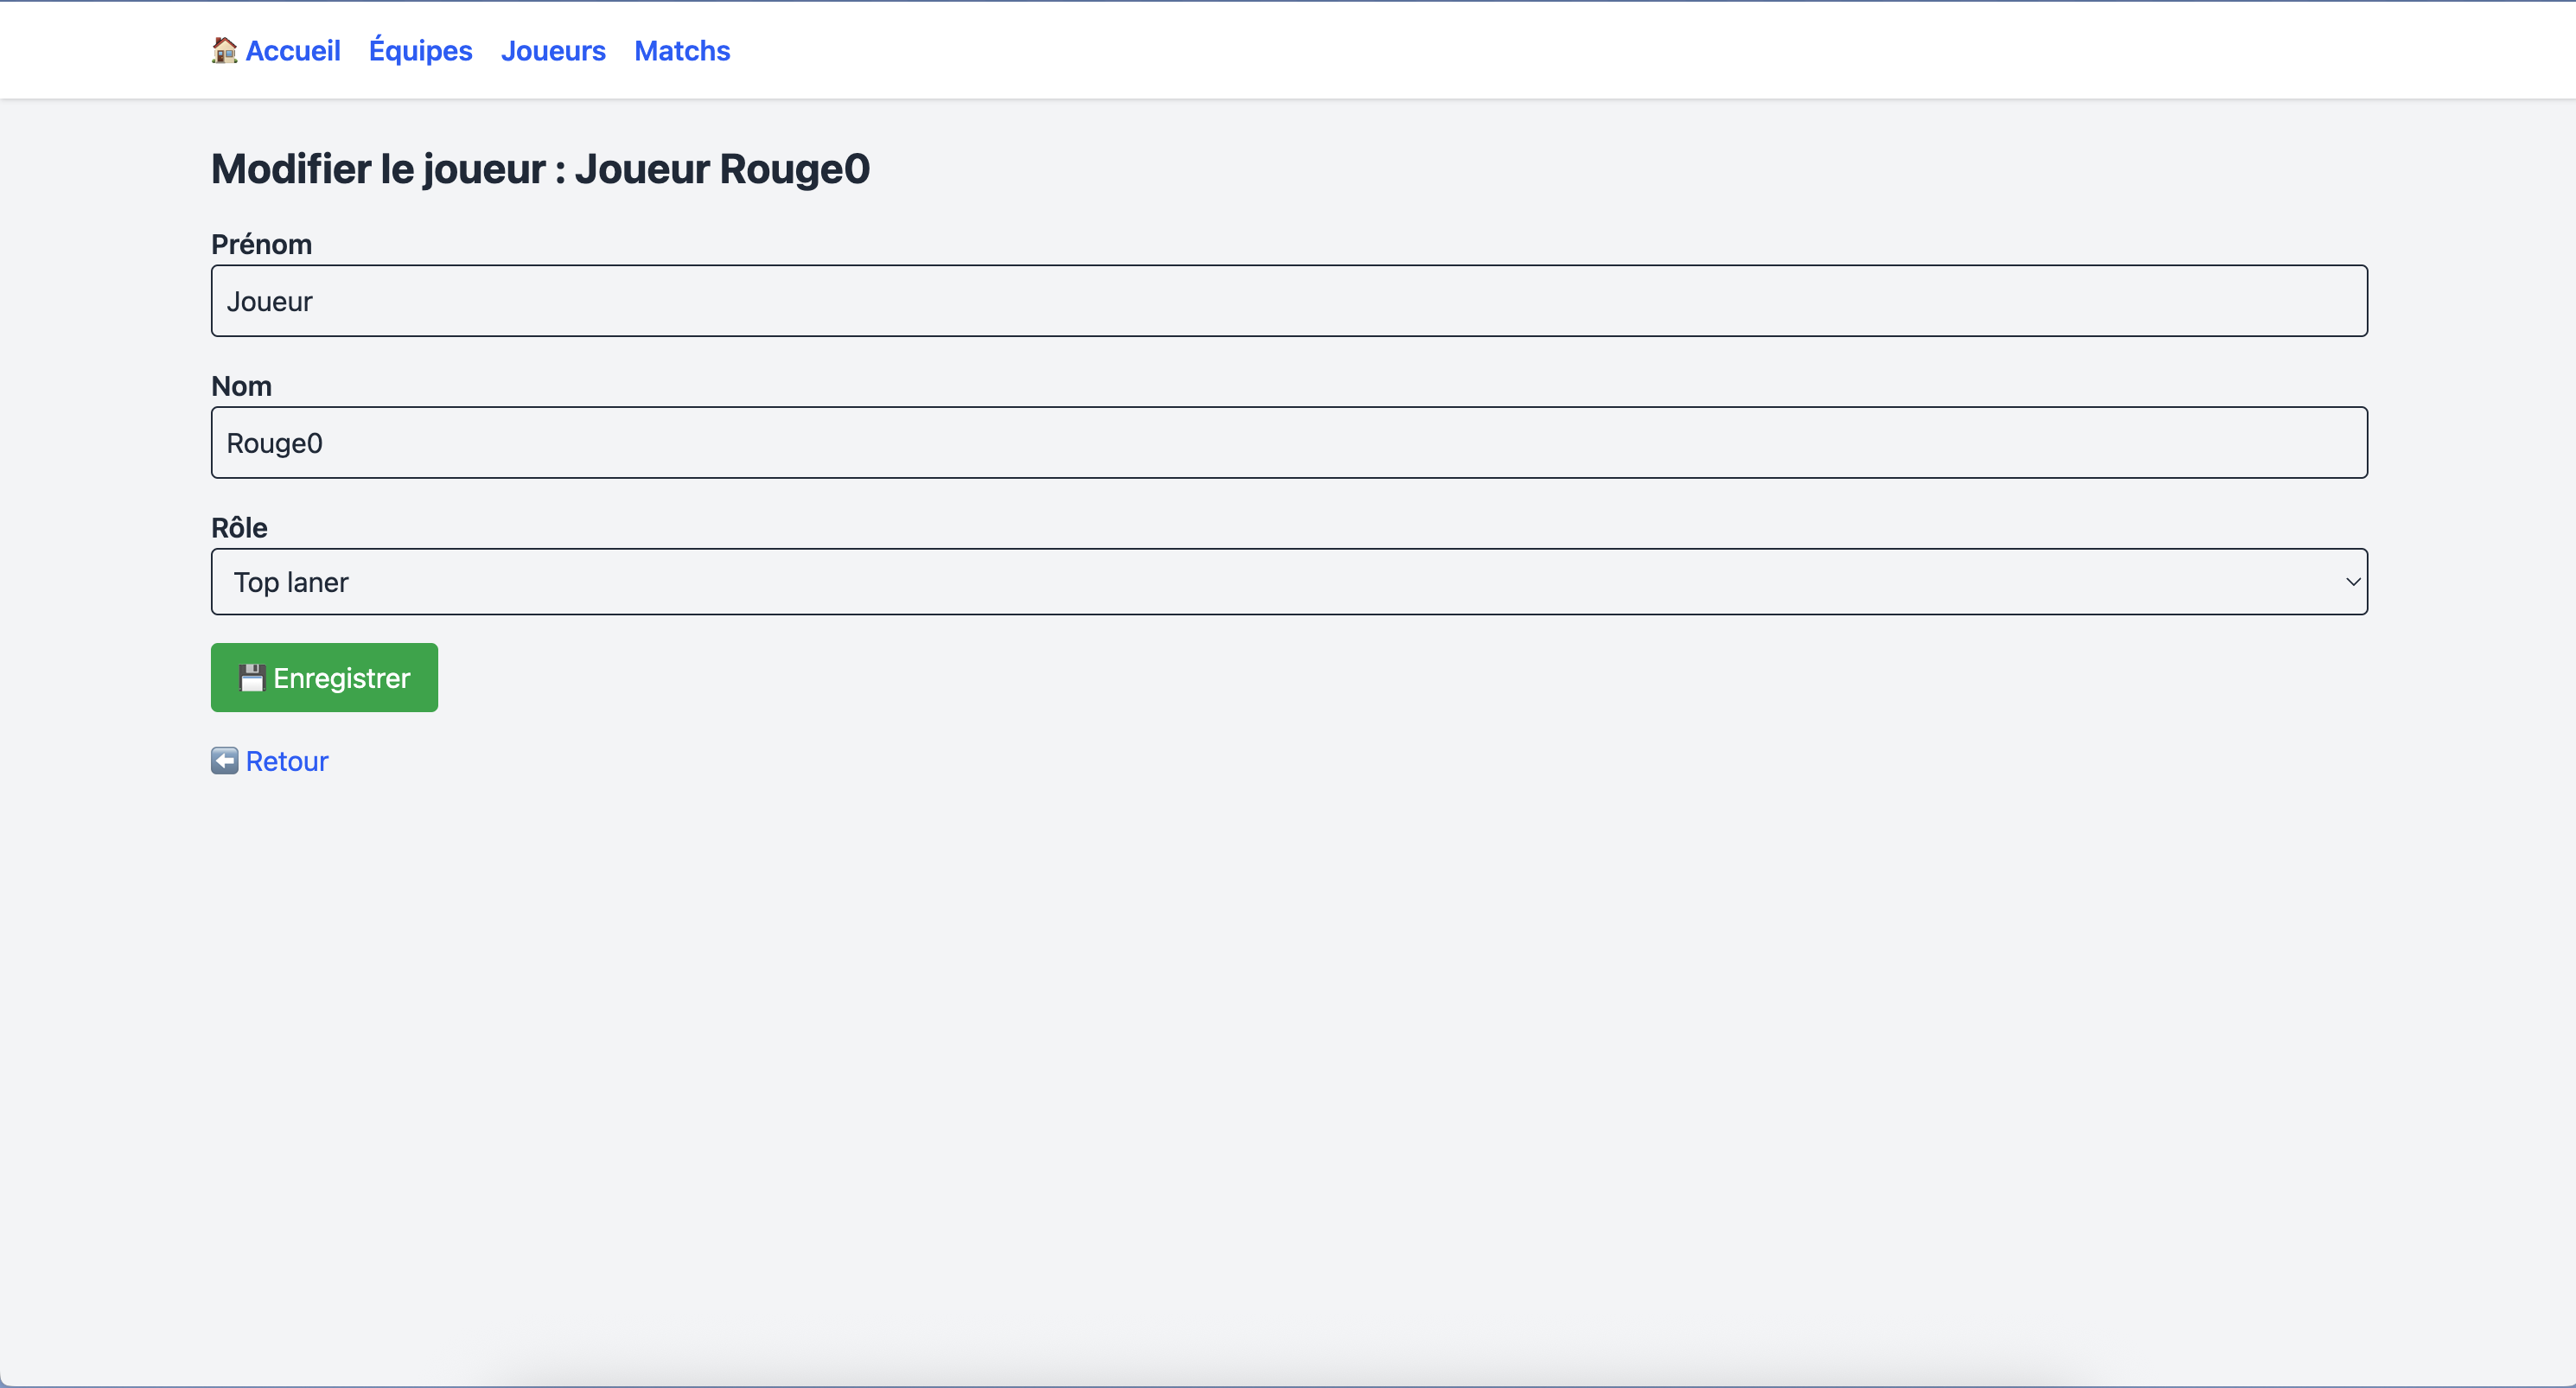 Accueil Équipes Joueurs Matchs
Modifier le joueur : Joueur Rouge0
Prénom
Joueur
Nom
Rouge0
Rôle
Top laner
Enregistrer
Retour